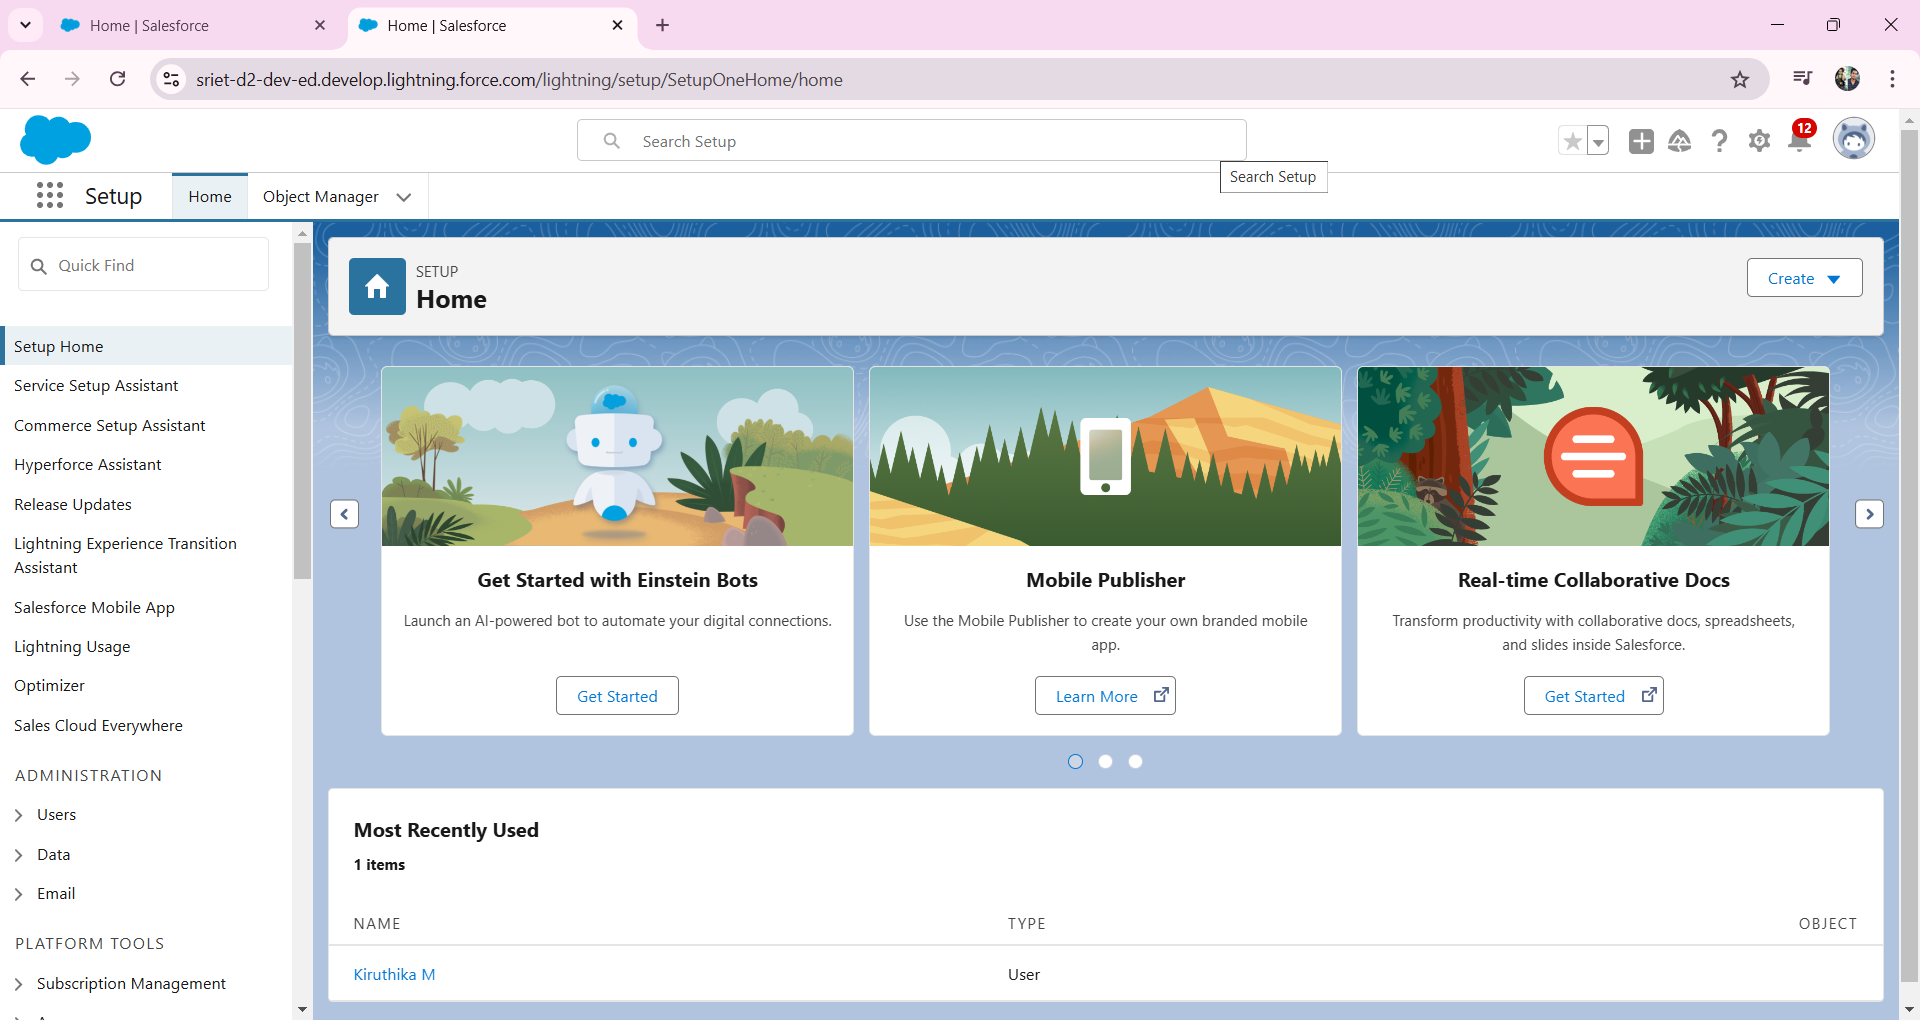 Home | Salesforce
Home | Salesforce
sriet-d2-dev-ed.develop.lightning.force.com/lightning/setup/SetupOneHome/home
Search Setup
12
Search Setup
Setup
Home
Object Manager
Quick Find
Setup Home
Service Setup Assistant
Commerce Setup Assistant
Hyperforce Assistant
Release Updates
Lightning Experience Transition
Assistant
Salesforce Mobile App
Lightning Usage
Optimizer
Sales Cloud Everywhere
ADMINISTRATION
Users
Data
Email
PLATFORM TOOLS
Subscription Management
SETUP
Home
Create
Get Started with Einstein Bots
Launch an AI-powered bot to automate your digital connections.
Get Started
Mobile Publisher
Use the Mobile Publisher to create your own branded mobile
app.
Learn More
Real-time Collaborative Docs
Transform productivity with collaborative docs, spreadsheets,
and slides inside Salesforce.
Get Started
Most Recently Used
1 items
NAME
TYPE
OBJECT
Kiruthika M
User